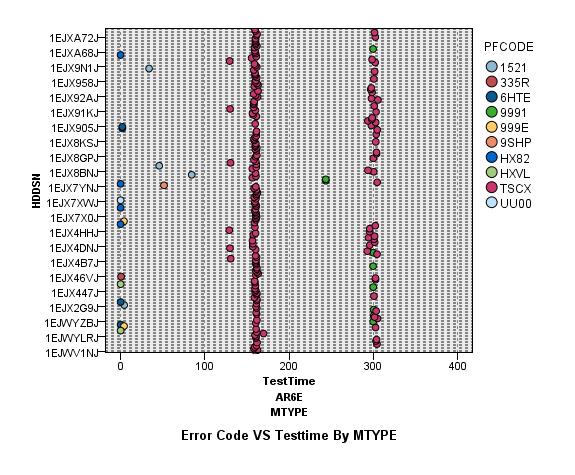 PFCODE
1521
335R
6HTE
9991
999E
9SHP
HX82
HXVL
TSCX
UU00
HDDSN
1EJXA72J
1EJXA68J
1EJX9N1J
1EJX958J
1EJX92AJ
1EJX91KJ
1EJX905J
1EJX8KSJ
1EJX8GPJ
1EJX8BNJ
1EJX7YNJ
1EJX7XWJ
1EJX7X0J
1EJX4HHJ
1EJX4DNJ
1EJX4B7J
1EJX46VJ
1EJX447J
1EJX2G9J
1EJWYZBJ
1EJWYLRJ
1EJWV1NJ
0 100 200 300 400
TestTime
AR6E
MTYPE
Error Code VS Testtime By MTYPE